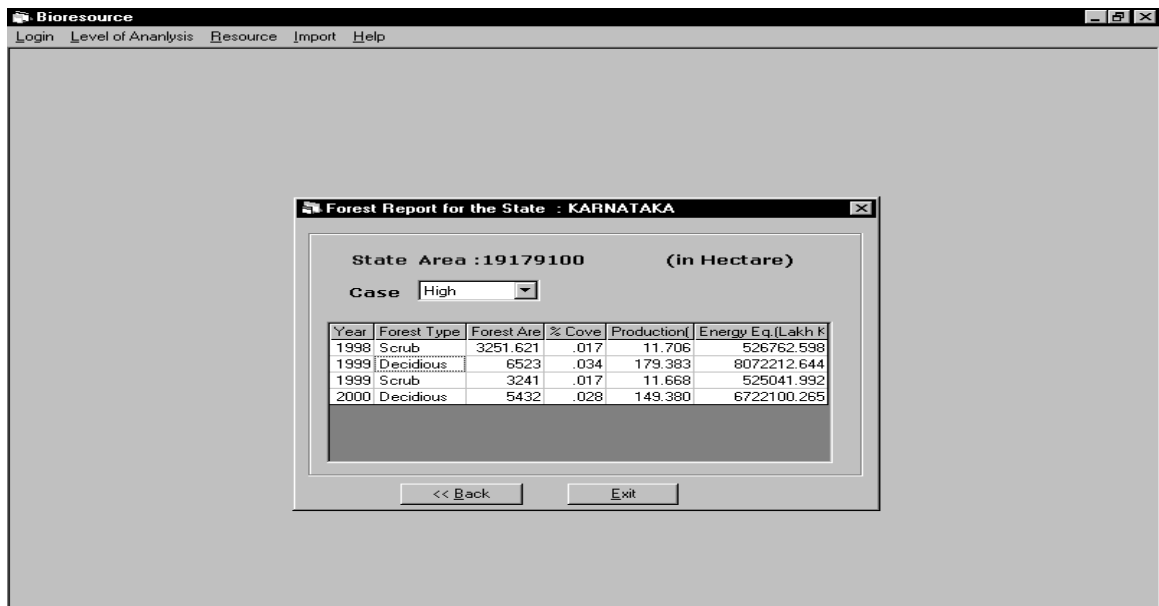 Bioresource
Login Level of Ananlysis Resource Import Help
Forest Report for the State : KARNATAKA
State Area :19179100 (in Hectare)
Case High
Year Forest Type Forest Are % Cove Production( Energy Eq.(Lakh K
1998 Scrub 3251.621 .017 11.706 526762.598
1999 Decidious 6523 .034 179.383 8072212.644
1999 Scrub 3241 .017 11.668 525041.992
2000 Decidious 5432 .028 149.380 6722100.265
<< Back Exit